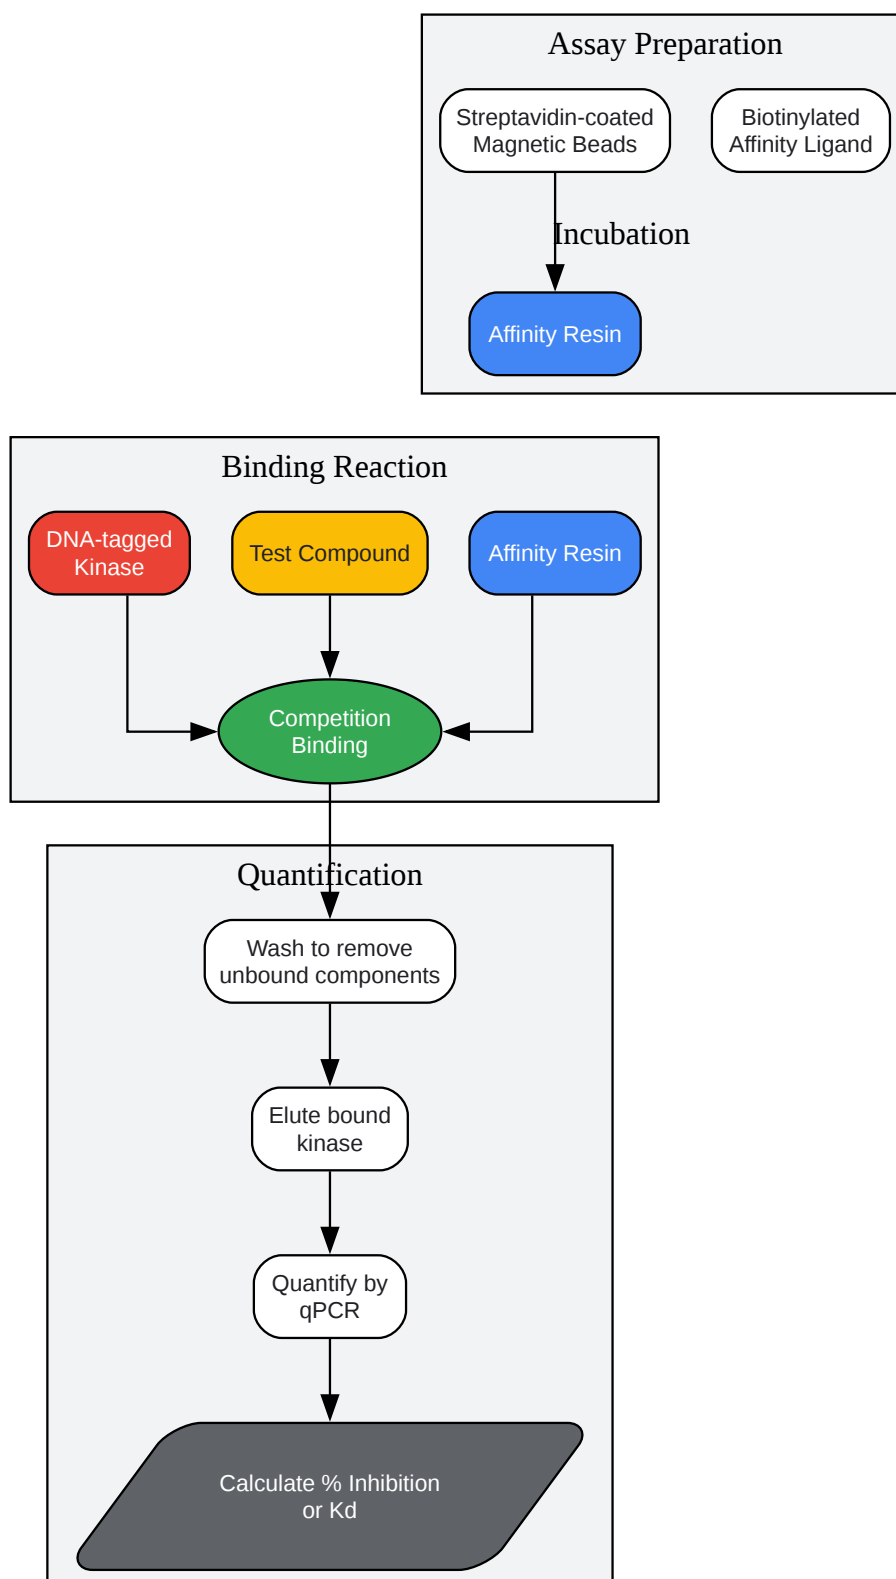 Assay Preparation
Streptavidin-coated
Magnetic Beads
Biotinylated
Affinity Ligand
Incubation
Affinity Resin
Binding Reaction
DNA-tagged
Kinase
Test Compound
Affinity Resin
Competition
Binding
Quantification
Wash to remove
unbound components
Elute bound
kinase
Quantify by
qPCR
Calculate % Inhibition
or Kd